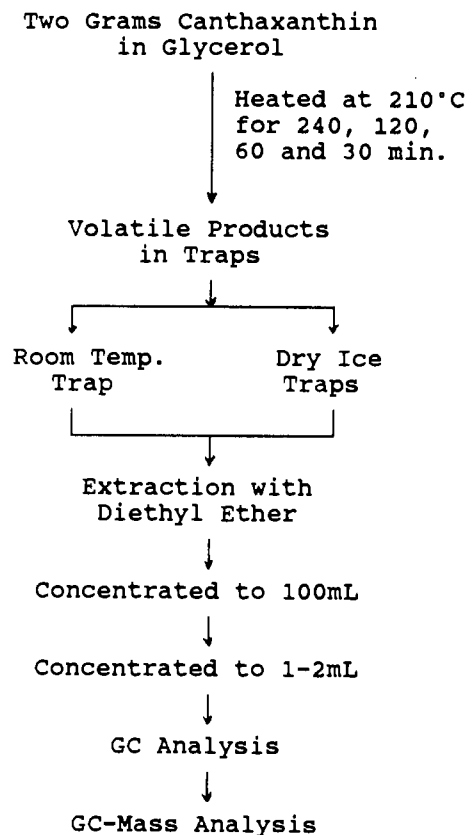 Two Grams Canthaxanthin
in Glycerol
Heated at 210°C
for 240, 120,
60 and 30 min.
Volatile Products
in Traps
Room Temp.
Trap
Dry Ice
Traps
Extraction with
Diethyl Ether
Concentrated to 100mL
Concentrated to 1-2mL
GC Analysis
GC-Mass Analysis